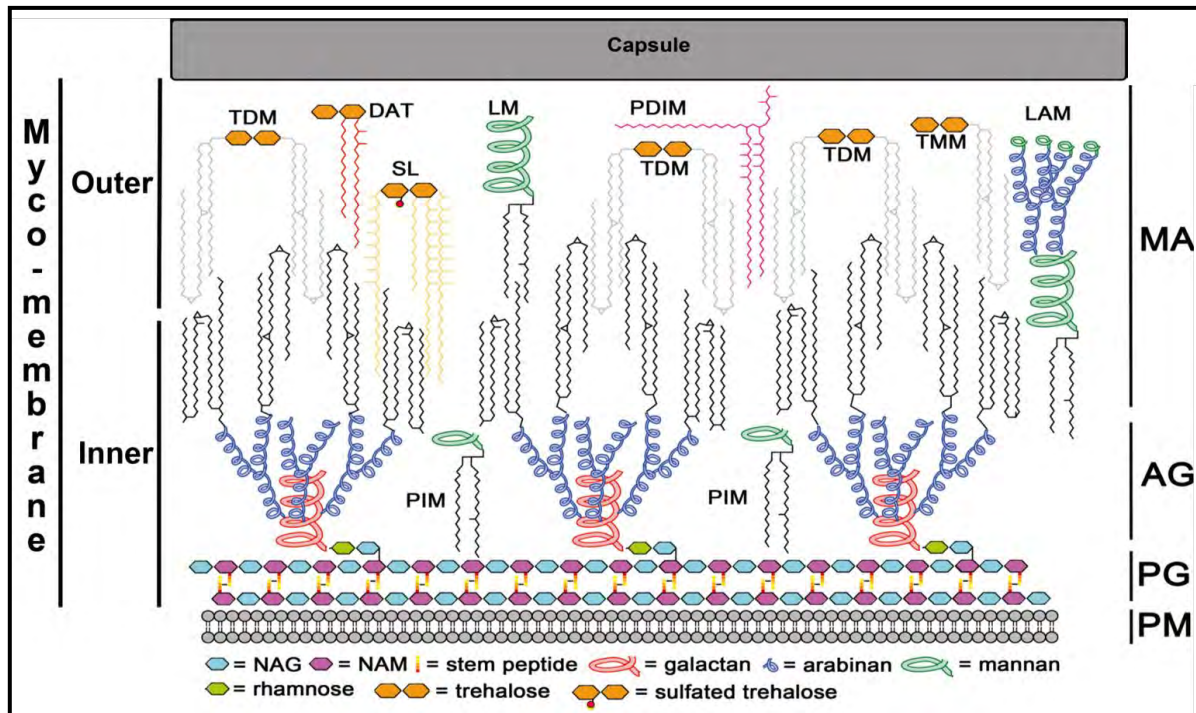 Capsule
Myco-membrane
Outer
Inner
TDM
DAT
SL
LM
PDIM
TDM
TDM
TMM
LAM
PIM
PIM
MA
AG
PG
PM
= NAG = NAM = stem peptide = galactan = arabinan = mannan
= rhamnose = trehalose = sulfated trehalose